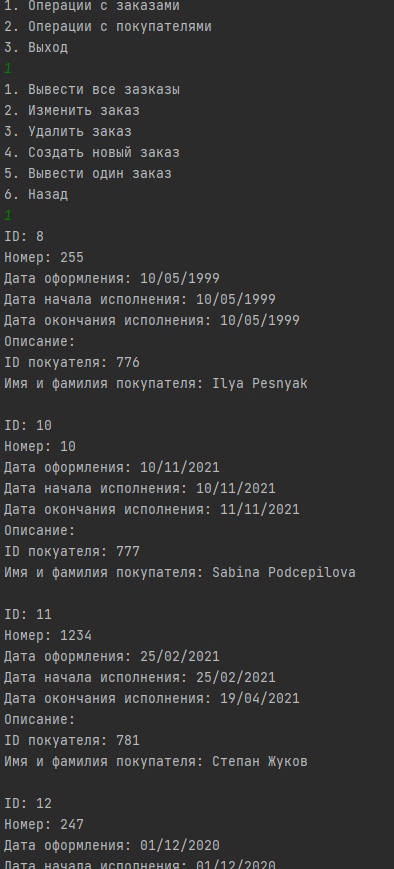 1. Операции с заказами
2. Операции с покупателями
3. Выход
1
1. Вывести все зазказы
2. Изменить заказ
3. Удалить заказ
4. Создать новый заказ
5. Вывести один заказ
6. Назад
1
ID: 8
Номер: 255
Дата оформления: 10/05/1999
Дата начала исполнения: 10/05/1999
Дата окончания исполнения: 10/05/1999
Описание:
ID покуателя: 776
Имя и фамилия покупателя: Ilya Pesnyak
ID: 10
Номер: 10
Дата оформления: 10/11/2021
Дата начала исполнения: 10/11/2021
Дата окончания исполнения: 11/11/2021
Описание:
ID покуателя: 777
Имя и фамилия покупателя: Sabina Podcepilova
ID: 11
Номер: 1234
Дата оформления: 25/02/2021
Дата начала исполнения: 25/02/2021
Дата окончания исполнения: 19/04/2021
Описание:
ID покуателя: 781
Имя и фамилия покупателя: Степан Жуков
ID: 12
Номер: 247
Дата оформления: 01/12/2020
Дата начала исполнения: 01/12/2020